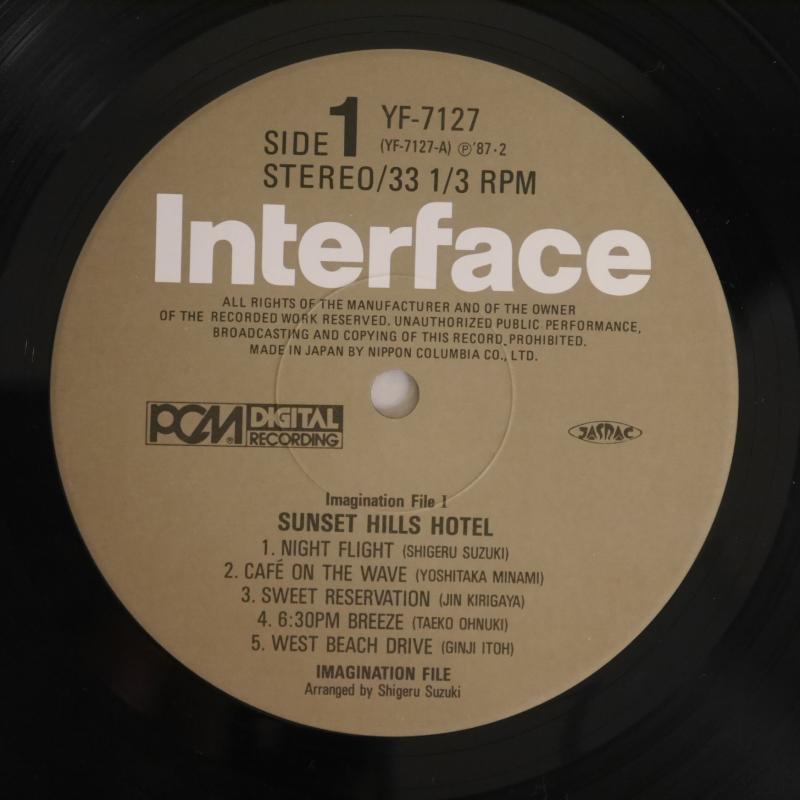 SIDE 1 YF-7127
(YF-7127-A) Ⓟ'87・2
STEREO/33 1/3 RPM
Interface
ALL RIGHTS OF THE MANUFACTURER AND OF THE OWNER
OF THE RECORDED WORK RESERVED. UNAUTHORIZED PUBLIC PERFORMANCE,
BROADCASTING AND COPYING OF THIS RECORD PROHIBITED.
MADE IN JAPAN BY NIPPON COLUMBIA CO., LTD.
PCM® DIGITAL
RECORDING
JASRAC
Imagination File I
SUNSET HILLS HOTEL
1. NIGHT FLIGHT (SHIGERU SUZUKI)
2. CAFÉ ON THE WAVE (YOSHITAKA MINAMI)
3. SWEET RESERVATION (JIN KIRIGAYA)
4. 6:30PM BREEZE (TAEKO OHNUKI)
5. WEST BEACH DRIVE (GINJI ITOH)
IMAGINATION FILE
Arranged by Shigeru Suzuki